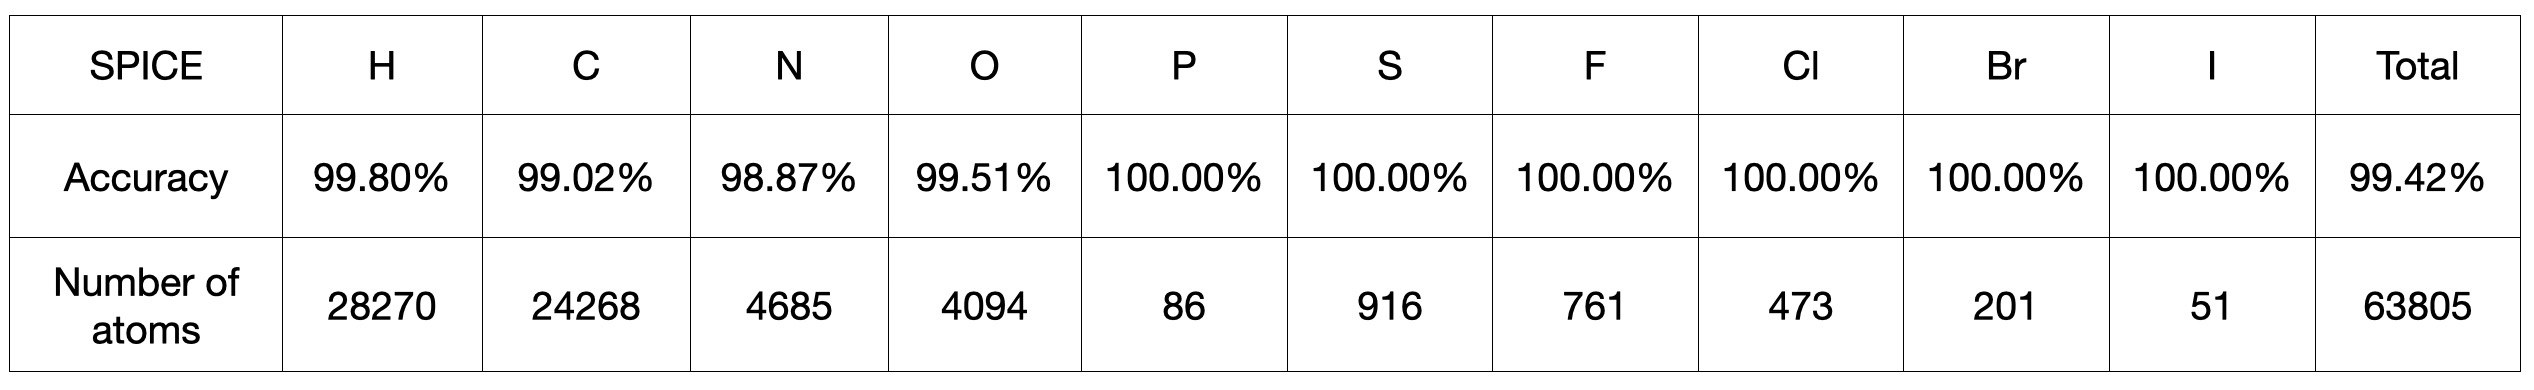 SPICE H C N O P S F Cl Br I Total
Accuracy 99.80% 99.02% 98.87% 99.51% 100.00% 100.00% 100.00% 100.00% 100.00% 100.00% 99.42%
Number of
atoms 28270 24268 4685 4094 86 916 761 473 201 51 63805